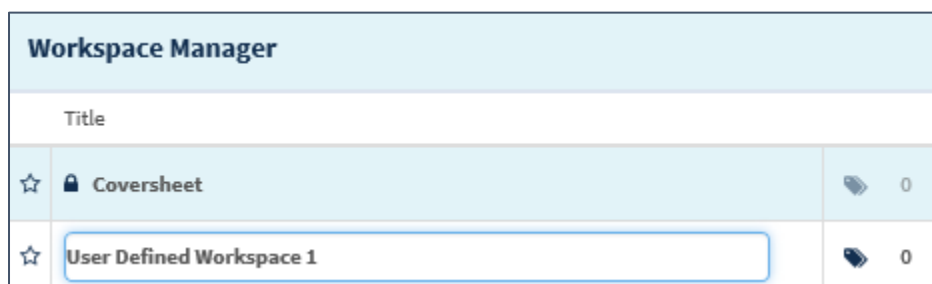 Workspace Manager
Title
Coversheet 0
User Defined Workspace 1 0